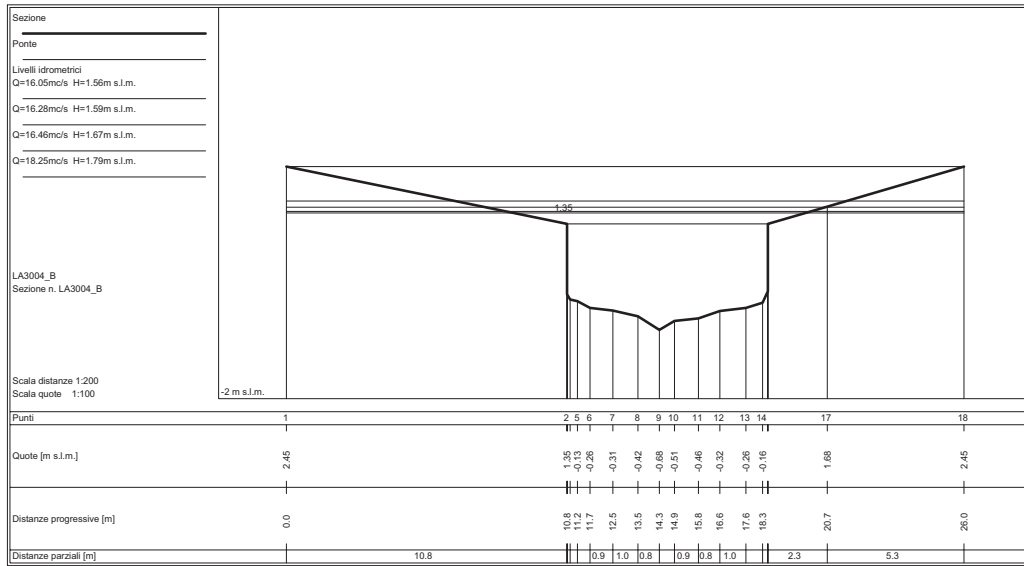 Sezione
Ponte
Livelli idrometrici
Q=16.05mc/s H=1.56m s.l.m.
Q=16.28mc/s H=1.59m s.l.m.
Q=16.46mc/s H=1.67m s.l.m.
Q=18.25mc/s H=1.79m s.l.m.
1.35
LA3004_B
Sezione n. LA3004_B
Scala distanze 1:200
Scala quote 1:100
-2 m s.l.m.
Punti 1 2 5 6 7 8 9 10 11 12 13 14 17 18
Quote [m s.l.m.] 2.45 1.35 -0.13 -0.26 -0.31 -0.42 -0.68 -0.51 -0.46 -0.32 -0.26 -0.16 1.68 2.45
Distanze progressive [m] 0.0 10.8 11.2 11.7 12.5 13.5 14.3 14.9 15.8 16.6 17.6 18.3 20.7 26.0
Distanze parziali [m] 10.8 0.9 1.0 0.8 0.9 0.8 1.0 2.3 5.3